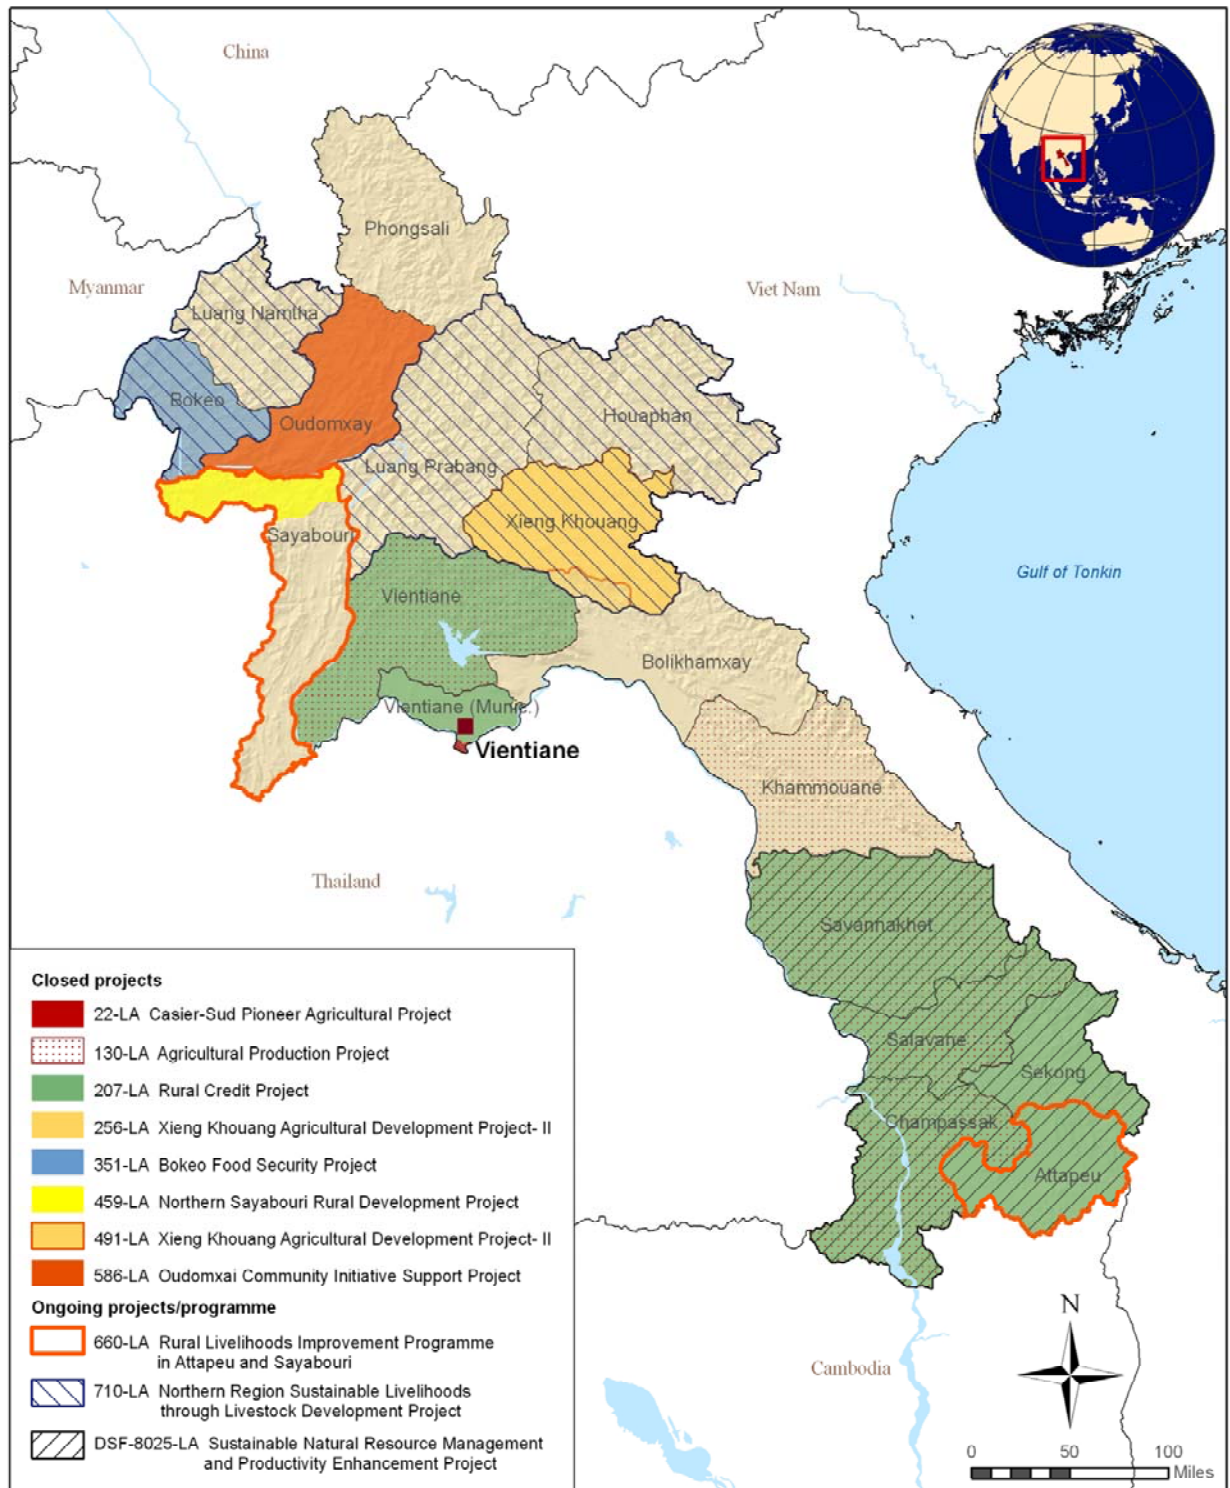 China
Phongsali
Myanmar
Viet Nam
Luang Namtha
Bokeo
Oudomxay
Houaphan
Luang Prabang
Xieng Khouang
Sayabouri
Gulf of Tonkin
Vientiane
Bolikhamxay
Vientiane (Munic.)
Vientiane
Khammouane
Thailand
Savannakhet
Salavane
Sekong
Champassak
Attapeu
Cambodia
Closed projects
22-LA Casier-Sud Pioneer Agricultural Project
130-LA Agricultural Production Project
207-LA Rural Credit Project
256-LA Xieng Khouang Agricultural Development Project- II
351-LA Bokeo Food Security Project
459-LA Northern Sayabouri Rural Development Project
491-LA Xieng Khouang Agricultural Development Project- II
586-LA Oudomxai Community Initiative Support Project
Ongoing projects/programme
660-LA Rural Livelihoods Improvement Programme
in Attapeu and Sayabouri
710-LA Northern Region Sustainable Livelihoods
through Livestock Development Project
DSF-8025-LA Sustainable Natural Resource Management
and Productivity Enhancement Project
N
0 50 100
Miles